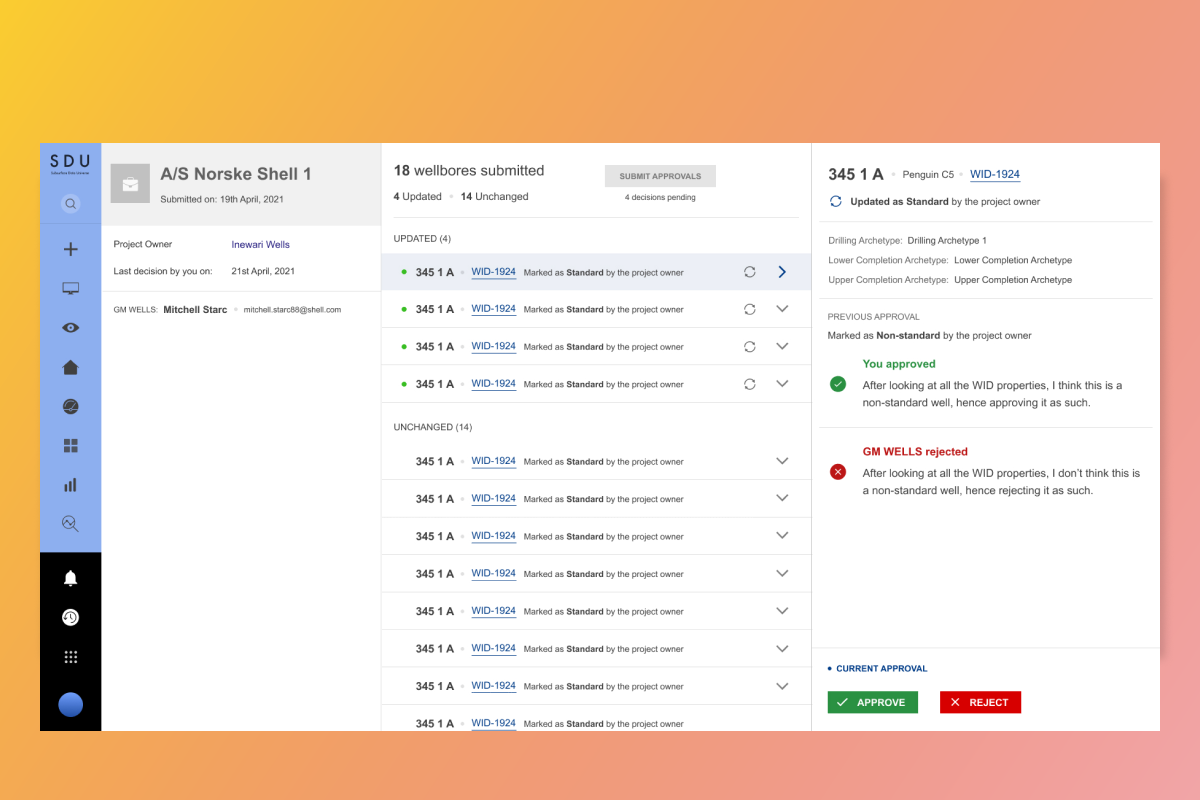 SDU
A/S Norske Shell 1
Submitted on: 19th April, 2021
Project Owner Inewari Wells
Last decision by you on: 21st April, 2021
GM WELLS: Mitchell Starc • mitchell.starc88@shell.com
18 wellbores submitted
4 Updated • 14 Unchanged
SUBMIT APPROVALS
4 decisions pending
UPDATED (4)
345 1 A • WID-1924 Marked as Standard by the project owner
345 1 A • WID-1924 Marked as Standard by the project owner
345 1 A • WID-1924 Marked as Standard by the project owner
345 1 A • WID-1924 Marked as Standard by the project owner
UNCHANGED (14)
345 1 A • WID-1924 Marked as Standard by the project owner
345 1 A • WID-1924 Marked as Standard by the project owner
345 1 A • WID-1924 Marked as Standard by the project owner
345 1 A • WID-1924 Marked as Standard by the project owner
345 1 A • WID-1924 Marked as Standard by the project owner
345 1 A • WID-1924 Marked as Standard by the project owner
345 1 A • WID-1924 Marked as Standard by the project owner
345 1 A • WID-1924 Marked as Standard by the project owner
345 1 A • Penguin C5 • WID-1924
Updated as Standard by the project owner
Drilling Archetype: Drilling Archetype 1
Lower Completion Archetype: Lower Completion Archetype
Upper Completion Archetype: Upper Completion Archetype
PREVIOUS APPROVAL
Marked as Non-standard by the project owner
You approved
After looking at all the WID properties, I think this is a
non-standard well, hence approving it as such.
GM WELLS rejected
After looking at all the WID properties, I don't think this is
a non-standard well, hence rejecting it as such.
• CURRENT APPROVAL
APPROVE
REJECT